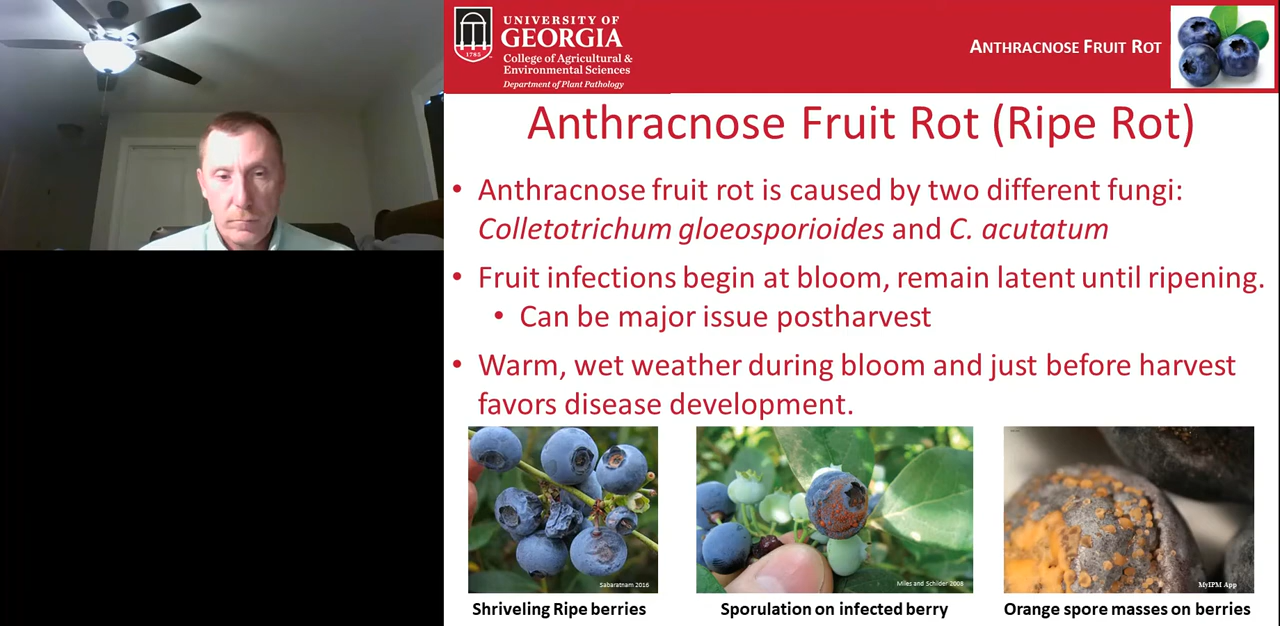 UNIVERSITY OF
GEORGIA
College of Agricultural &
Environmental Sciences
Department of Plant Pathology
1785
ANTHRACNOSE FRUIT ROT
Anthracnose Fruit Rot (Ripe Rot)
• Anthracnose fruit rot is caused by two different fungi:
Colletotrichum gloeosporioides and C. acutatum
• Fruit infections begin at bloom, remain latent until ripening.
• Can be major issue postharvest
• Warm, wet weather during bloom and just before harvest
favors disease development.
Sabaratnam 2016
Miles and Schilder 2008
MyIPM App
Shriveling Ripe berries
Sporulation on infected berry
Orange spore masses on berries